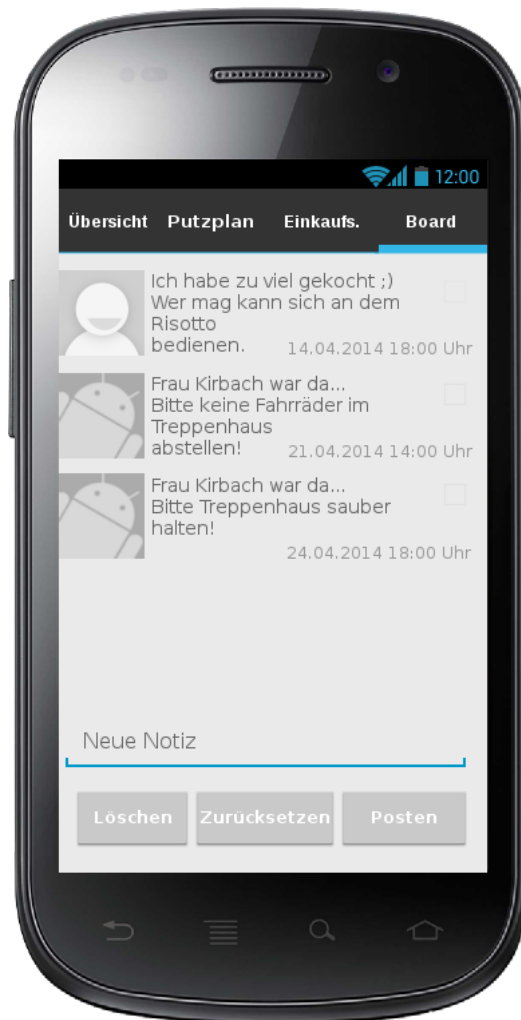 12:00
Übersicht Putzplan Einkaufs. Board
Ich habe zu viel gekocht ;)
Wer mag kann sich an dem
Risotto
bedienen. 14.04.2014 18:00 Uhr
Frau Kirbach war da...
Bitte keine Fahrräder im
Treppenhaus
abstellen! 21.04.2014 14:00 Uhr
Frau Kirbach war da...
Bitte Treppenhaus sauber
halten!
24.04.2014 18:00 Uhr
Neue Notiz
Löschen Zurücksetzen Posten